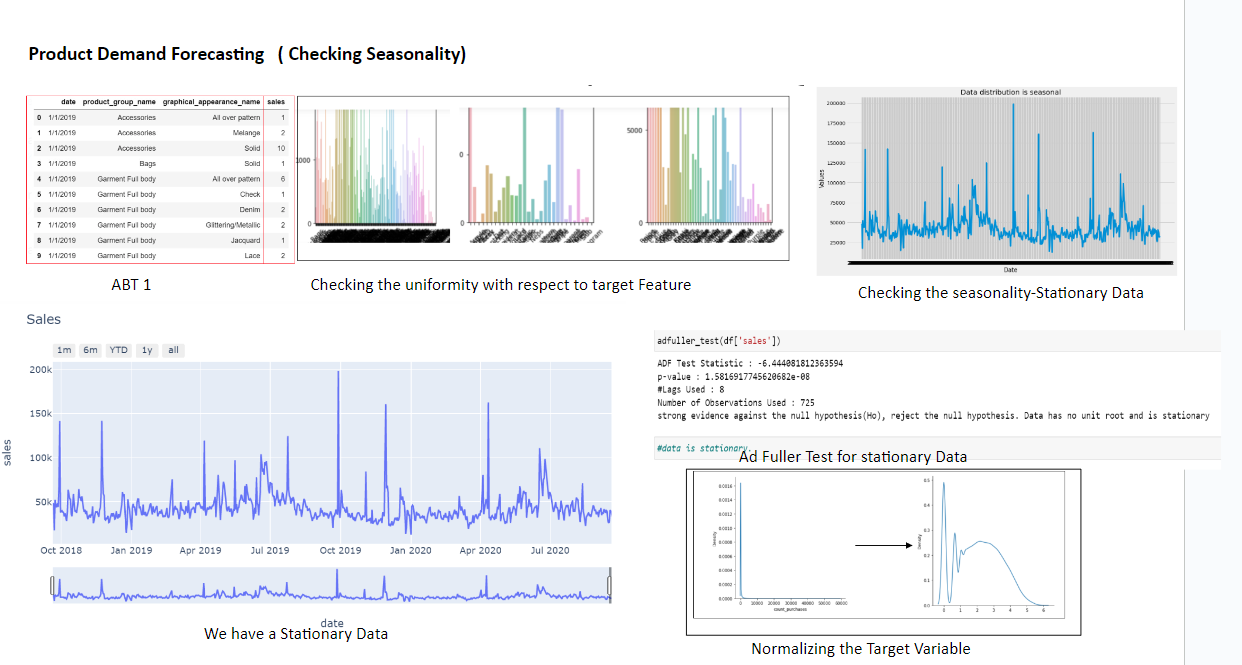 Product Demand Forecasting ( Checking Seasonality)
date product_group_name graphical_appearance_name sales
0 1/1/2019 Accessories All over pattern 1
1 1/1/2019 Accessories Melange 2
2 1/1/2019 Accessories Solid 10
3 1/1/2019 Bags Solid 1
4 1/1/2019 Garment Full body All over pattern 6
5 1/1/2019 Garment Full body Check 1
6 1/1/2019 Garment Full body Denim 2
7 1/1/2019 Garment Full body Glittering/Metallic 2
8 1/1/2019 Garment Full body Jacquard 1
9 1/1/2019 Garment Full body Lace 2
ABT 1
1000
0
0
0
5000
0
Checking the uniformity with respect to target Feature
Data distribution is seasonal
200000
175000
150000
125000
100000
75000
50000
25000
Values
Date
Checking the seasonality-Stationary Data
Sales
1m 6m YTD 1y all
200k
150k
100k
50k
sales
Oct 2018 Jan 2019 Apr 2019 Jul 2019 Oct 2019 Jan 2020 Apr 2020 Jul 2020
date
We have a Stationary Data
adfuller_test(df['sales'])
ADF Test Statistic : -6.444081812363594
p-value : 1.5816917745620682e-08
#Lags Used : 8
Number of Observations Used : 725
strong evidence against the null hypothesis(Ho), reject the null hypothesis. Data has no unit root and is stationary
#data is stationary.
Ad Fuller Test for stationary Data
0.0016
0.0014
0.0012
0.0010
0.0008
0.0006
0.0004
0.0002
0.0000
Density
0 10000 20000 30000 40000 50000 60000
count_purchases
0.5
0.4
0.3
0.2
0.1
0.0
Density
0 1 2 3 4 5 6
Normalizing the Target Variable